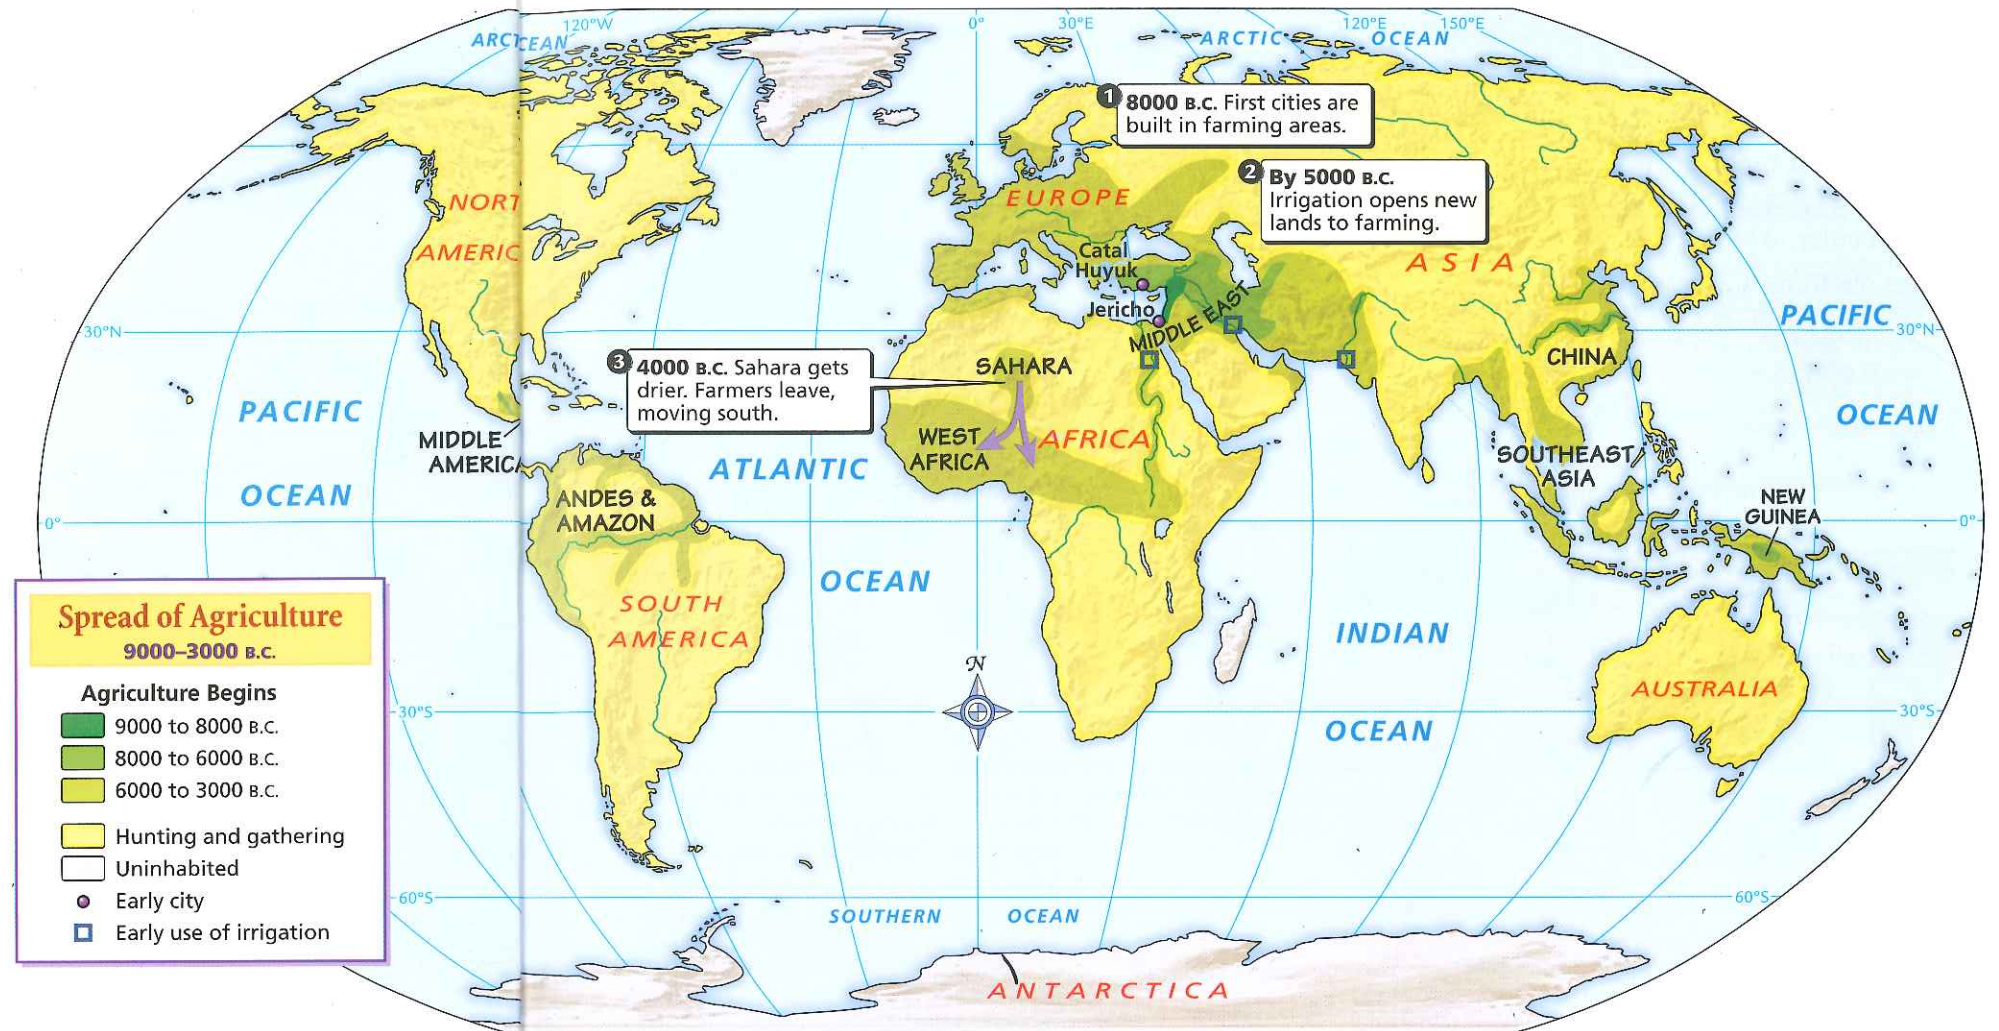 120°W
0°
30°E
120°E
150°E
ARCT
CEAN
ARCTIC
OCEAN
1
8000 B.C. First cities are
built in farming areas.
2
By 5000 B.C.
Irrigation opens new
lands to farming.
NORT
AMERIC
EUROPE
ASIA
Catal
Huyuk
Jericho
MIDDLE EAST
30°N
PACIFIC
30°N
SAHARA
CHINA
3
4000 B.C. Sahara gets
drier. Farmers leave,
moving south.
PACIFIC
OCEAN
OCEAN
MIDDLE
AMERICA
WEST
AFRICA
AFRICA
ATLANTIC
OCEAN
SOUTHEAST
ASIA
ANDES &
AMAZON
NEW
GUINEA
0°
0°
SOUTH
AMERICA
INDIAN
OCEAN
AUSTRALIA
N
30°S
30°S
60°S
60°S
SOUTHERN
OCEAN
ANTARCTICA
Spread of Agriculture
9000–3000 B.C.
Agriculture Begins
9000 to 8000 B.C.
8000 to 6000 B.C.
6000 to 3000 B.C.
Hunting and gathering
Uninhabited
Early city
Early use of irrigation